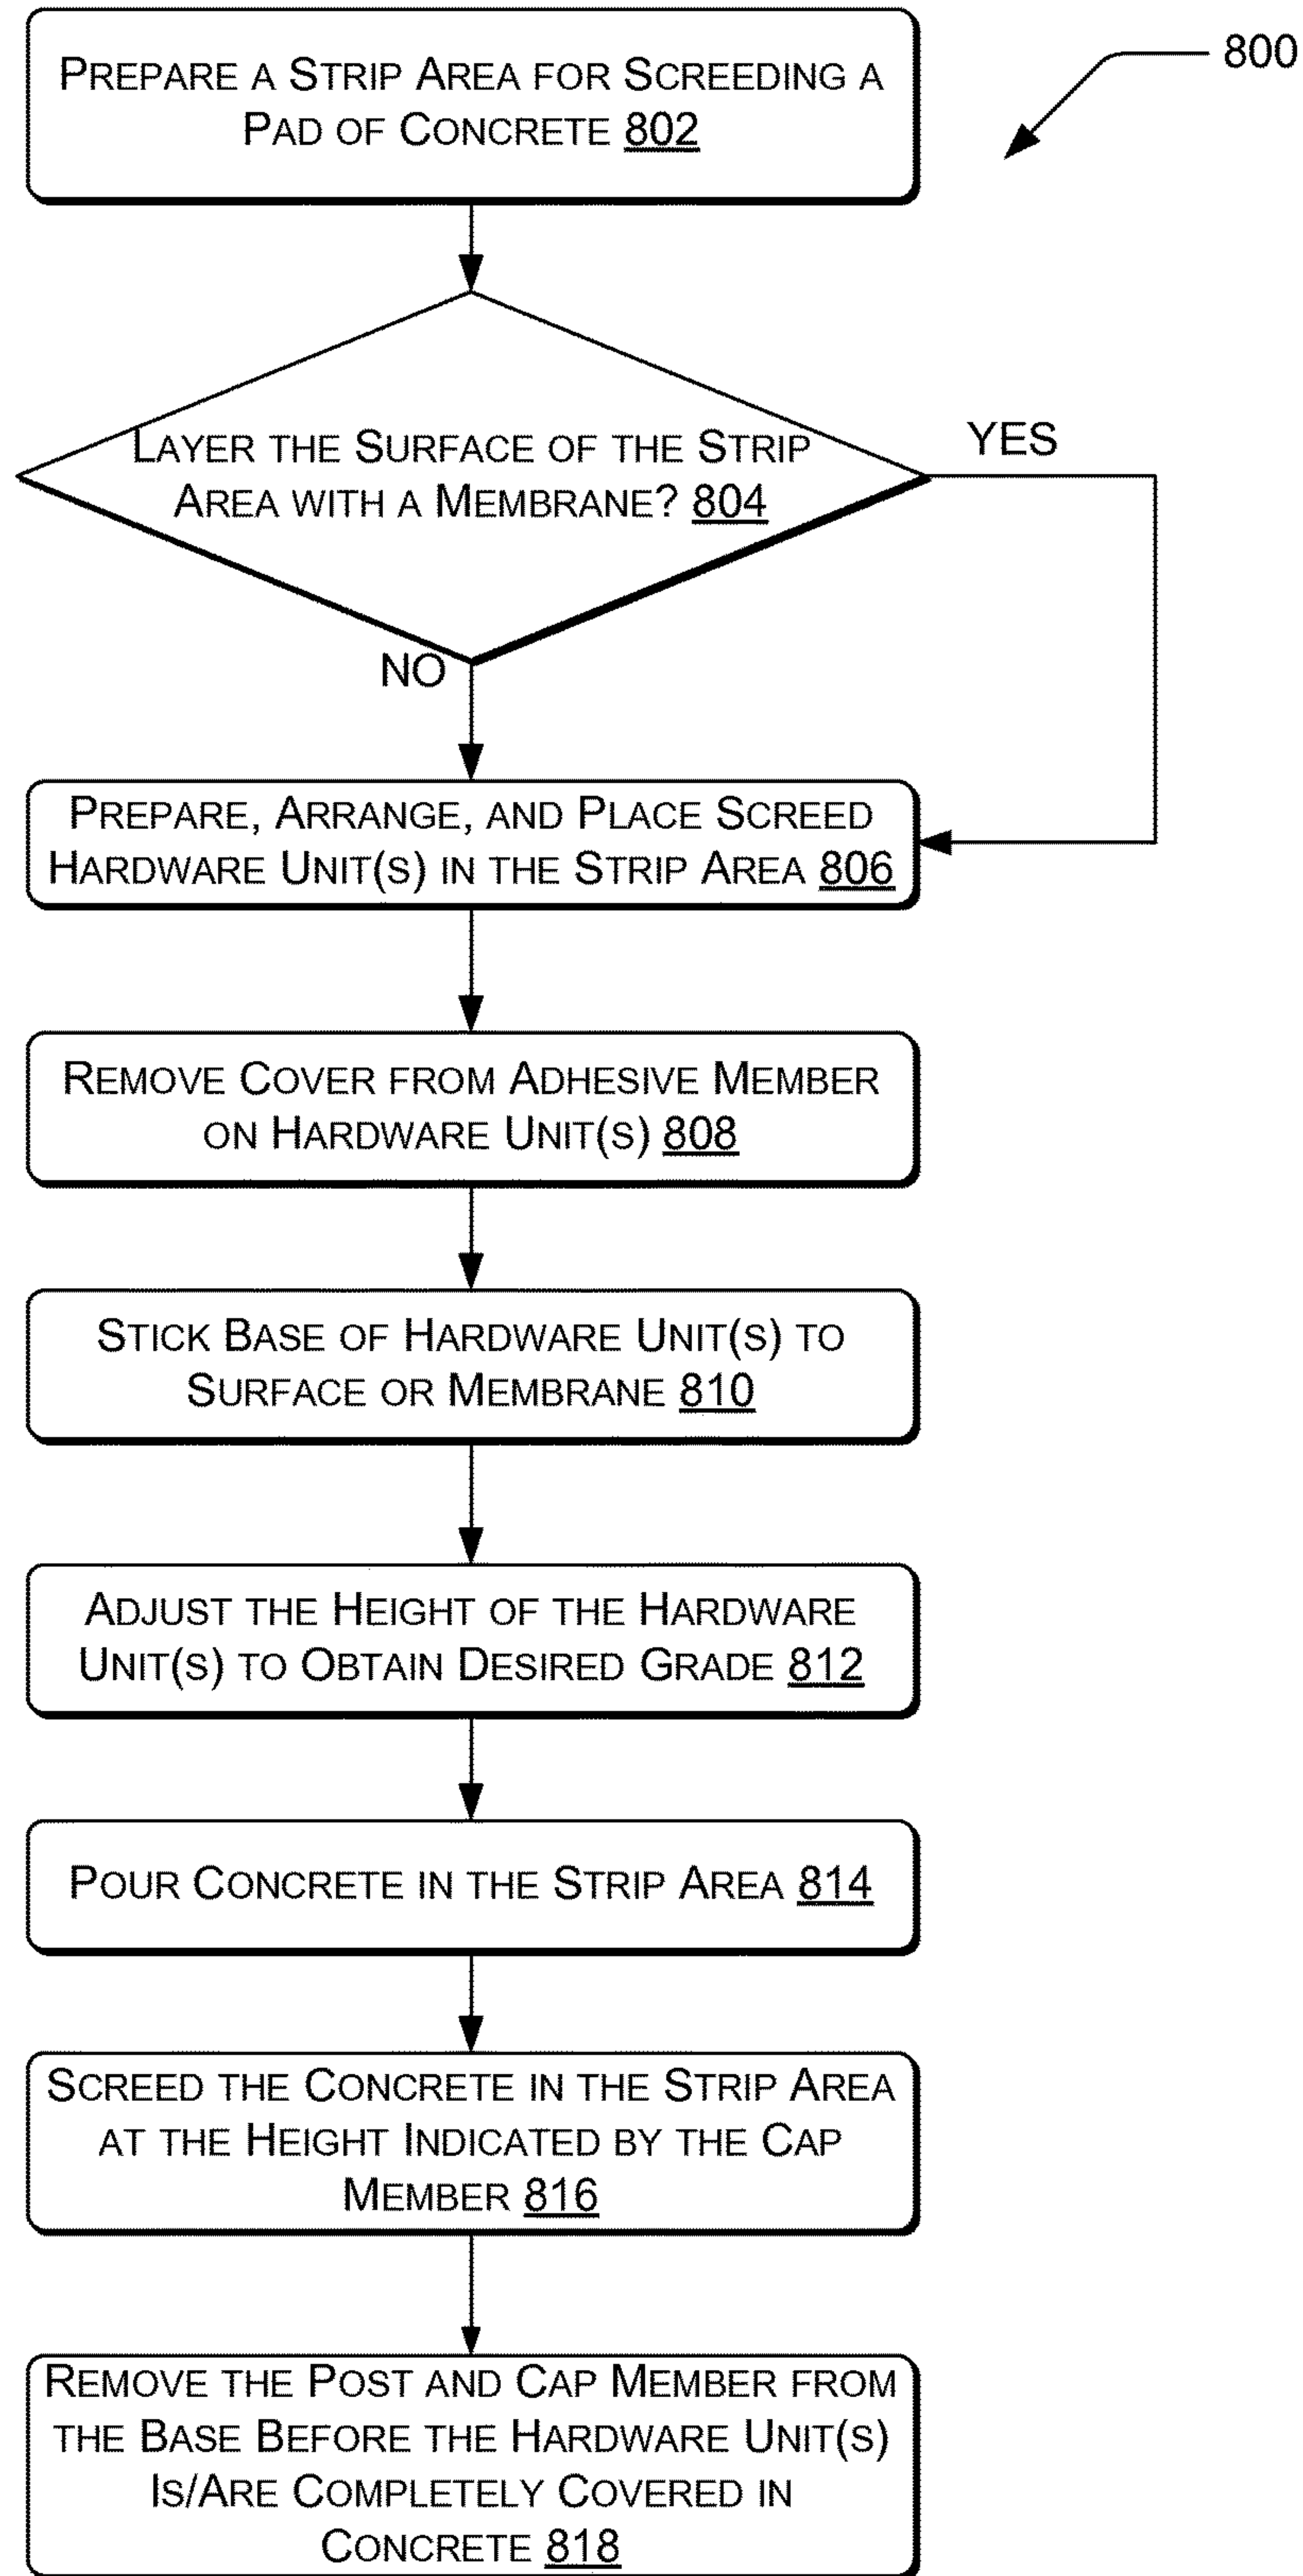 800
PREPARE A STRIP AREA FOR SCREEDING A
PAD OF CONCRETE 802
LAYER THE SURFACE OF THE STRIP
AREA WITH A MEMBRANE? 804
YES
NO
PREPARE, ARRANGE, AND PLACE SCREED
HARDWARE UNIT(S) IN THE STRIP AREA 806
REMOVE COVER FROM ADHESIVE MEMBER
ON HARDWARE UNIT(S) 808
STICK BASE OF HARDWARE UNIT(S) TO
SURFACE OR MEMBRANE 810
ADJUST THE HEIGHT OF THE HARDWARE
UNIT(S) TO OBTAIN DESIRED GRADE 812
POUR CONCRETE IN THE STRIP AREA 814
SCREED THE CONCRETE IN THE STRIP AREA
AT THE HEIGHT INDICATED BY THE CAP
MEMBER 816
REMOVE THE POST AND CAP MEMBER FROM
THE BASE BEFORE THE HARDWARE UNIT(S)
IS/ARE COMPLETELY COVERED IN
CONCRETE 818